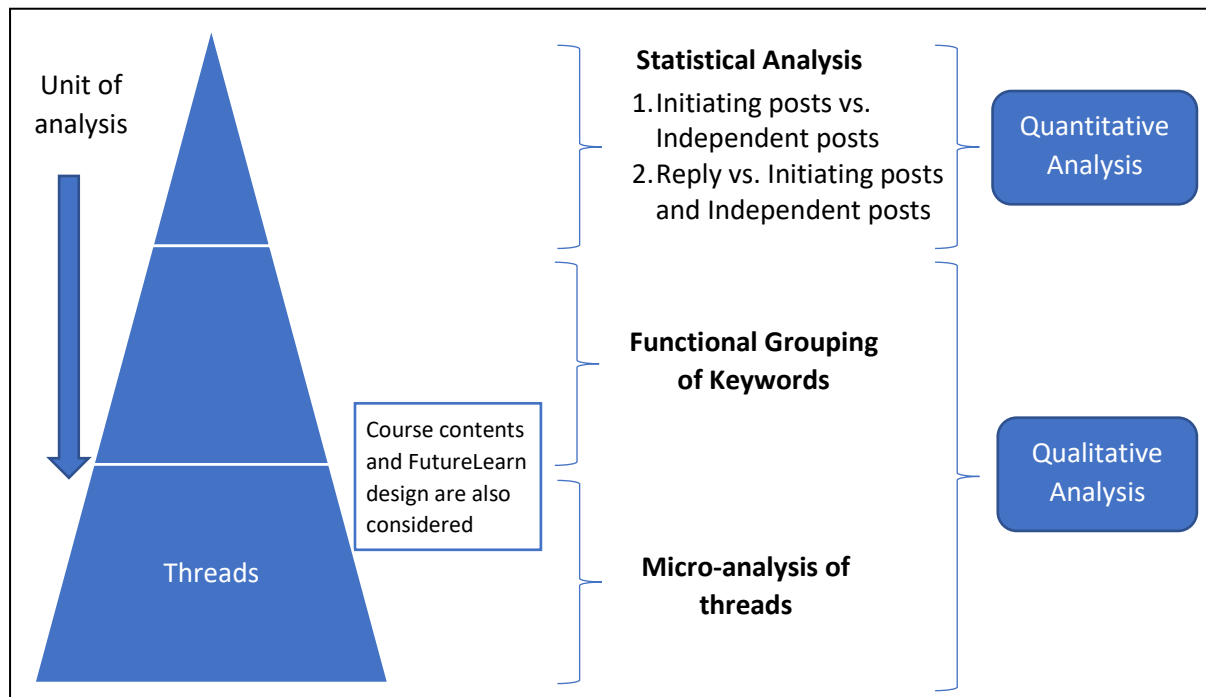 Unit of
analysis
Threads
Course contents
and FutureLearn
design are also
considered
Statistical Analysis
1. Initiating posts vs.
Independent posts
2. Reply vs. Initiating posts
and Independent posts
Functional Grouping
of Keywords
Micro-analysis of
threads
Quantitative
Analysis
Qualitative
Analysis